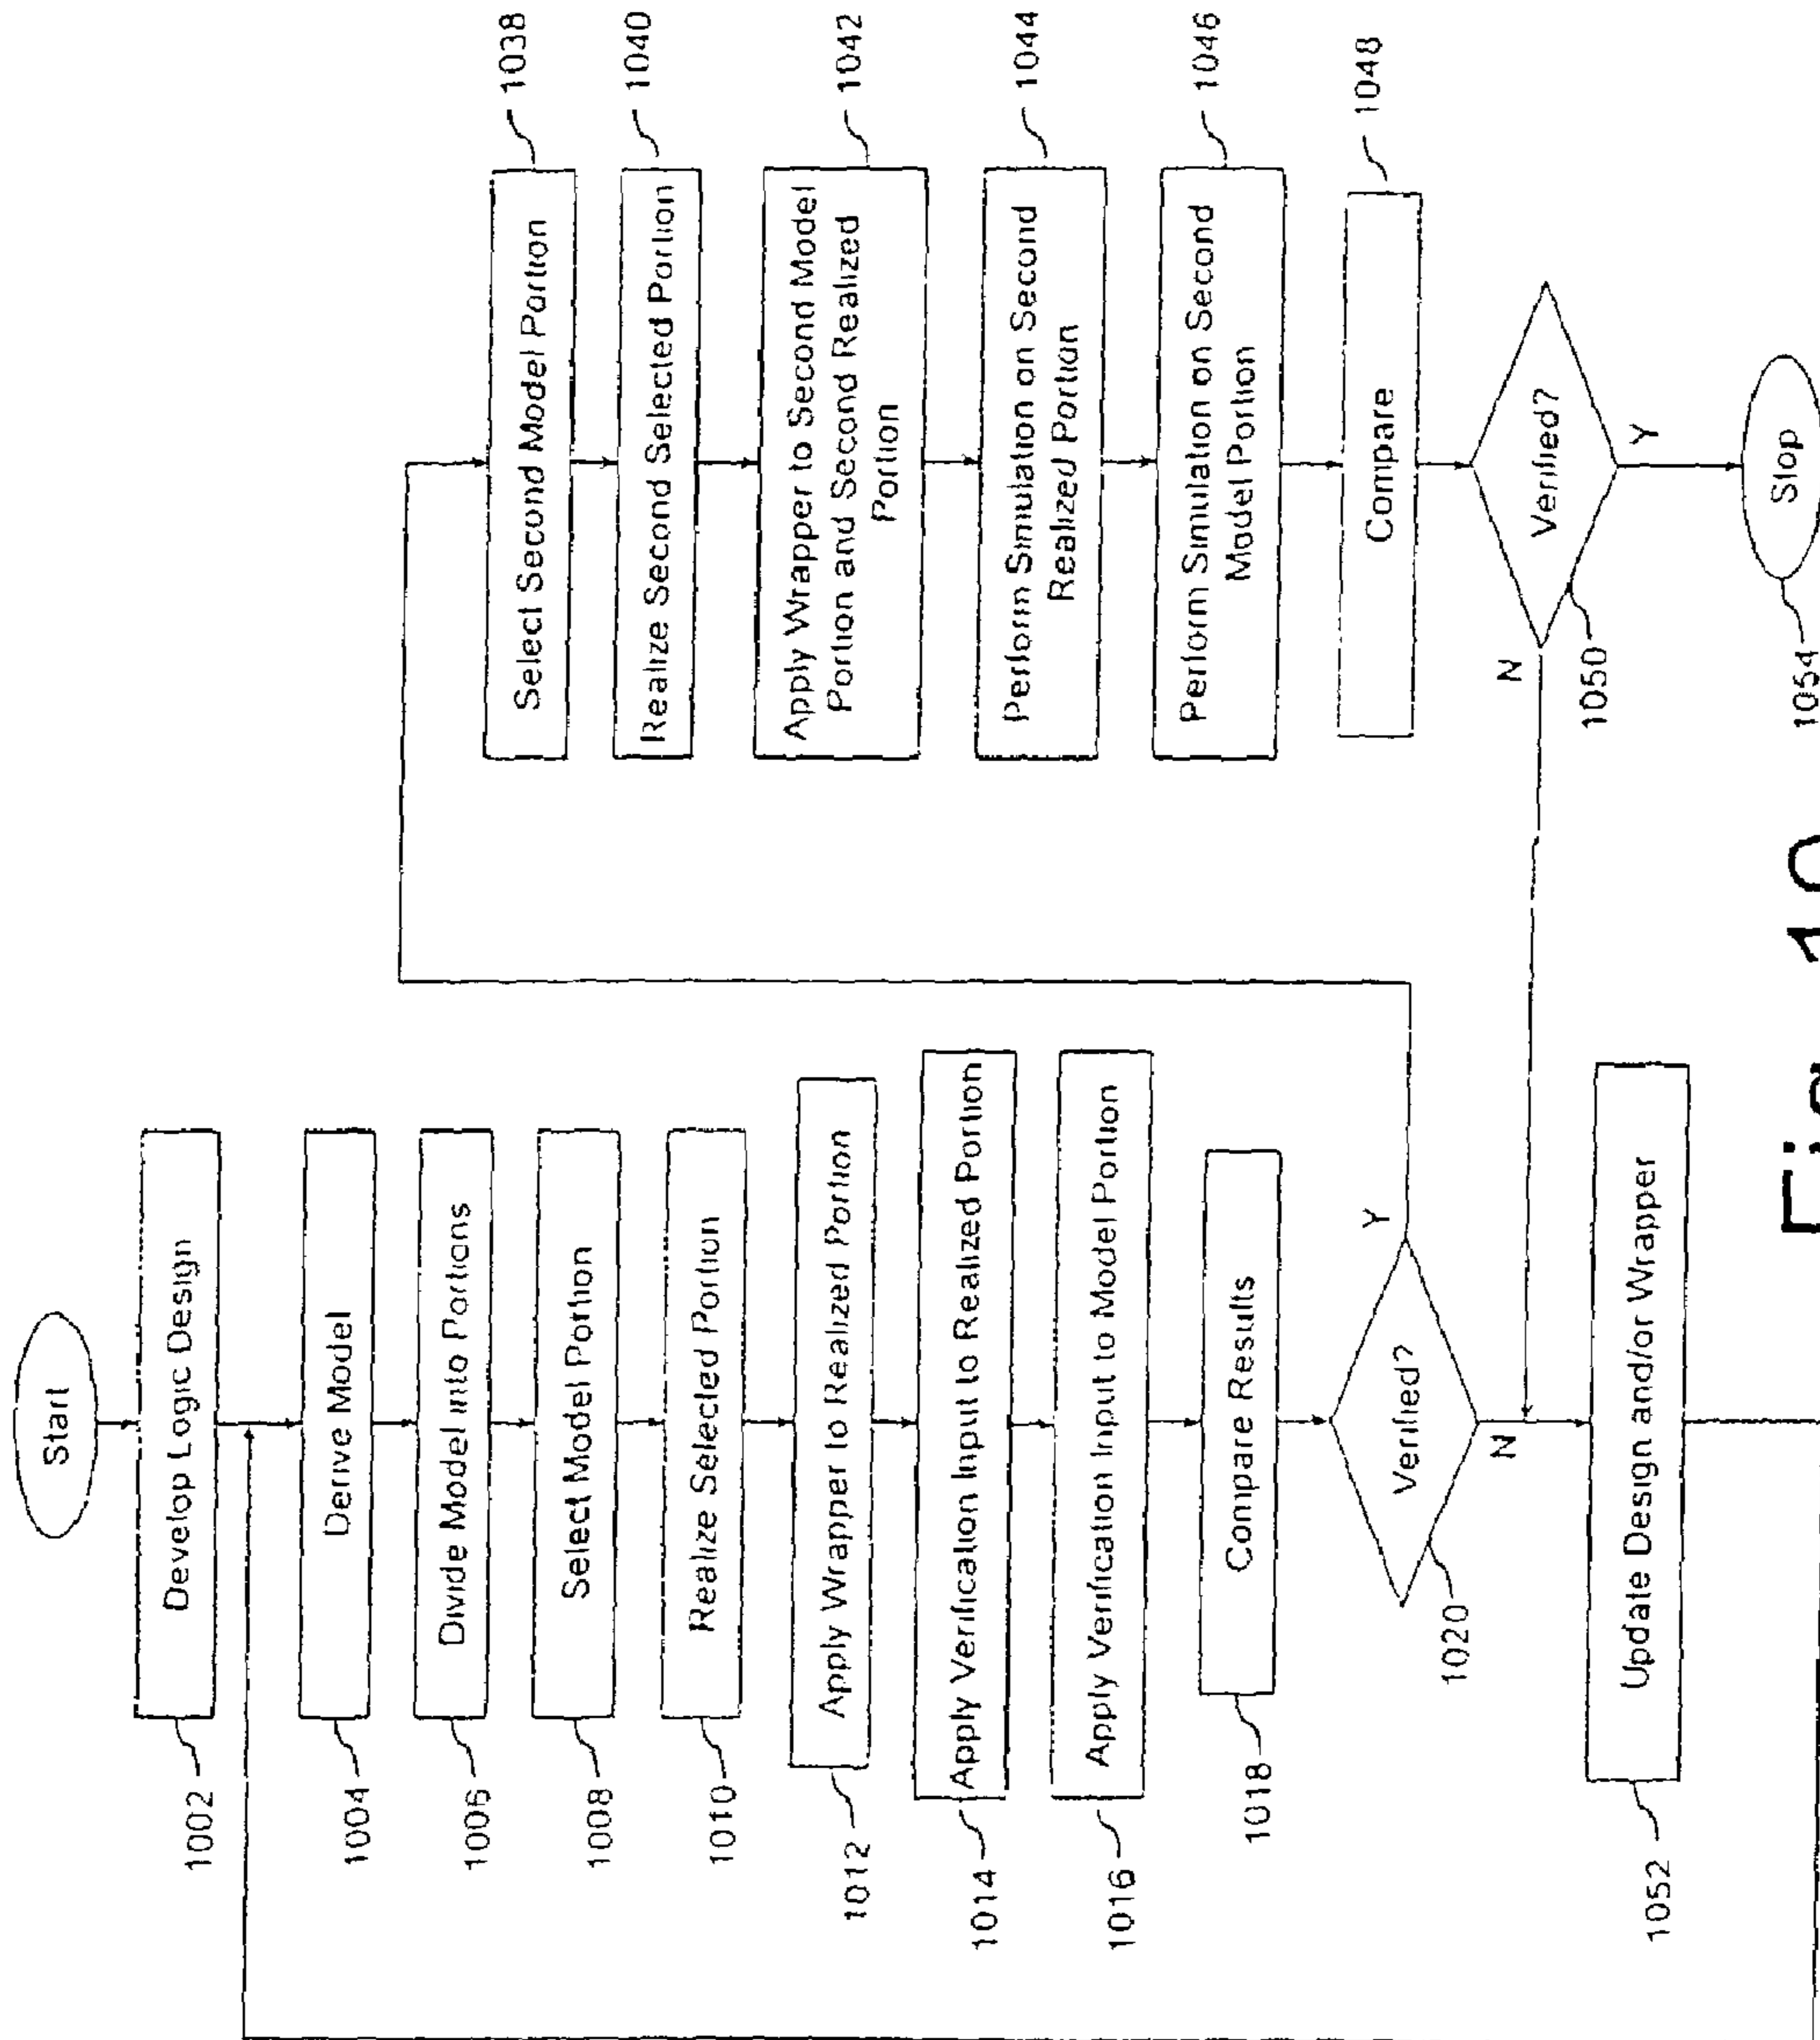 Start
Develop Logic Design
1002
Derive Model
1004
Divide Model into Portions
1006
Select Model Portion
1008
Realize Selected Portion
1010
Apply Wrapper to Realized Portion
1012
Apply Verification Input to Realized Portion
1014
Apply Verification Input to Model Portion
1016
Compare Results
1018
Verified?
Y
N
1020
Update Design and/or Wrapper
1052
Select Second Model Portion
1038
Realize Second Selected Portion
1040
Apply Wrapper to Second Model
Portion and Second Realized
Portion
1042
Perform Simulation on Second
Realized Portion
1044
Perform Simulation on Second
Model Portion
1046
Compare
1048
Verified?
N
Y
1050
Stop
1054
Fig. 10